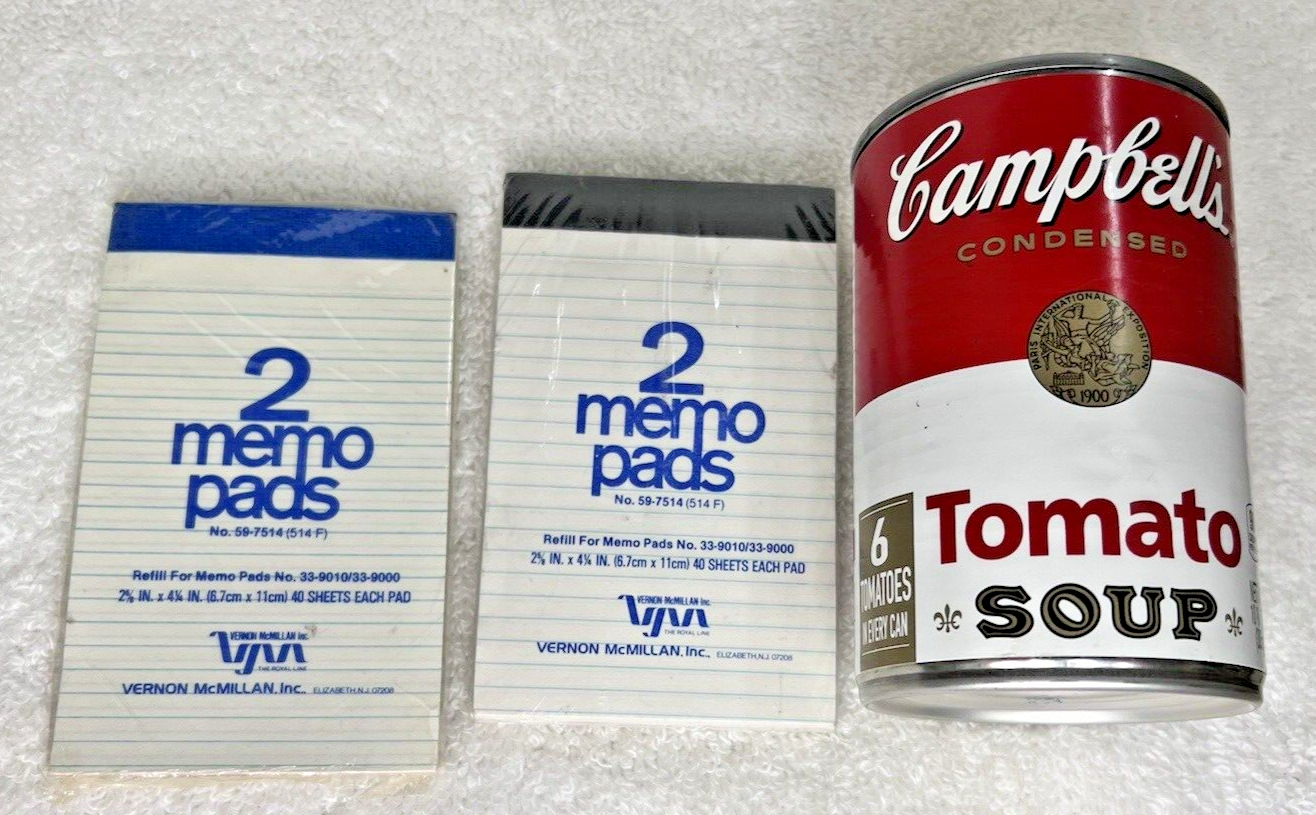 2
memo
pads
No. 59-7514 (514 F)
Refill For Memo Pads No. 33-9010/33-9000
2⅝ IN. x 4¼ IN. (6.7cm x 11cm) 40 SHEETS EACH PAD
VERNON McMILLAN Inc.
THE ROYAL LINE
VERNON McMILLAN, Inc., ELIZABETH, N.J. 07208
2
memo
pads
No. 59-7514 (514 F)
Refill For Memo Pads No. 33-9010/33-9000
2⅝ IN. x 4¼ IN. (6.7cm x 11cm) 40 SHEETS EACH PAD
VERNON McMILLAN Inc.
THE ROYAL LINE
VERNON McMILLAN, Inc., ELIZABETH, N.J. 07208
Campbell's
CONDENSED
PARIS INTERNATIONAL EXPOSITION
1900
Tomato
SOUP
6
TOMATOES
IN EVERY CAN